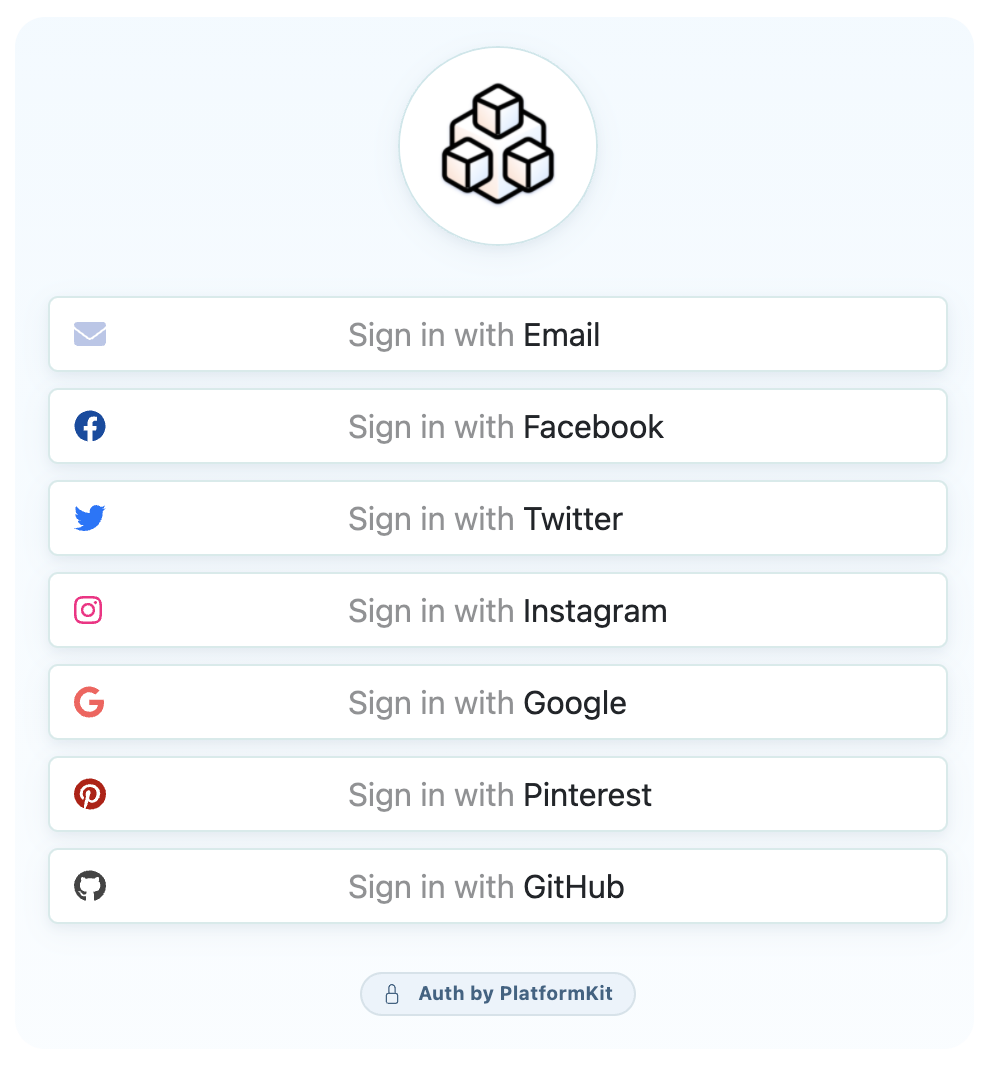 Sign in with Email
Sign in with Facebook
Sign in with Twitter
Sign in with Instagram
Sign in with Google
Sign in with Pinterest
Sign in with GitHub
Auth by PlatformKit